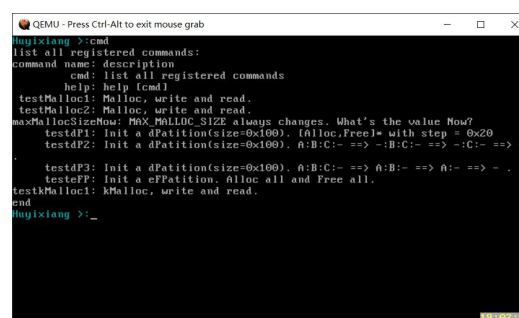 QEMU - Press Ctrl-Alt to exit mouse grab
Huyixiang >:cmd
list all registered commands:
command name: description
cmd: list all registered commands
help: help [cmd]
testMalloc1: Malloc, write and read.
testMalloc2: Malloc, write and read.
maxMallocSizeNow: MAX_MALLOC_SIZE always changes. What's the value Now?
testdP1: Init a dPatition(size=0x100). [Alloc,Free]* with step = 0x20
testdP2: Init a dPatition(size=0x100). A:B:C:- ==> -:B:C:- ==> -:C:- ==>
.
testdP3: Init a dPatition(size=0x100). A:B:C:- ==> A:B:- ==> A:- ==> - .
testeFP: Init a eFPatition. Alloc all and Free all.
testkMalloc1: kMalloc, write and read.
end
Huyixiang >:_